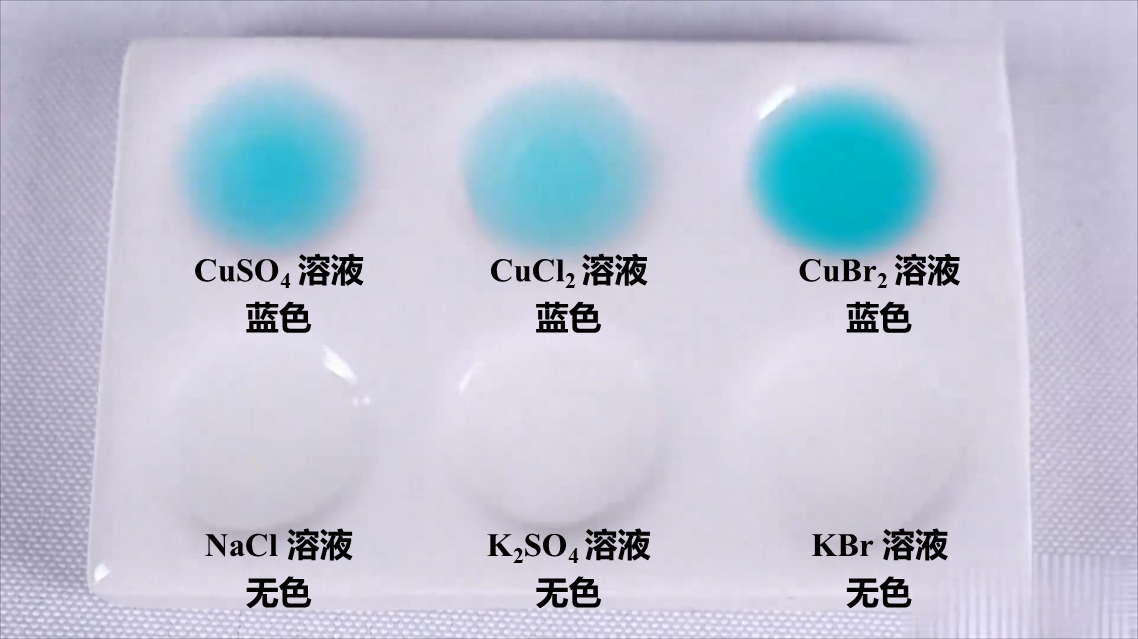 CuSO₄ 溶液 CuCl₂ 溶液 CuBr₂ 溶液
蓝色 蓝色 蓝色
NaCl 溶液 K₂SO₄ 溶液 KBr 溶液
无色 无色 无色